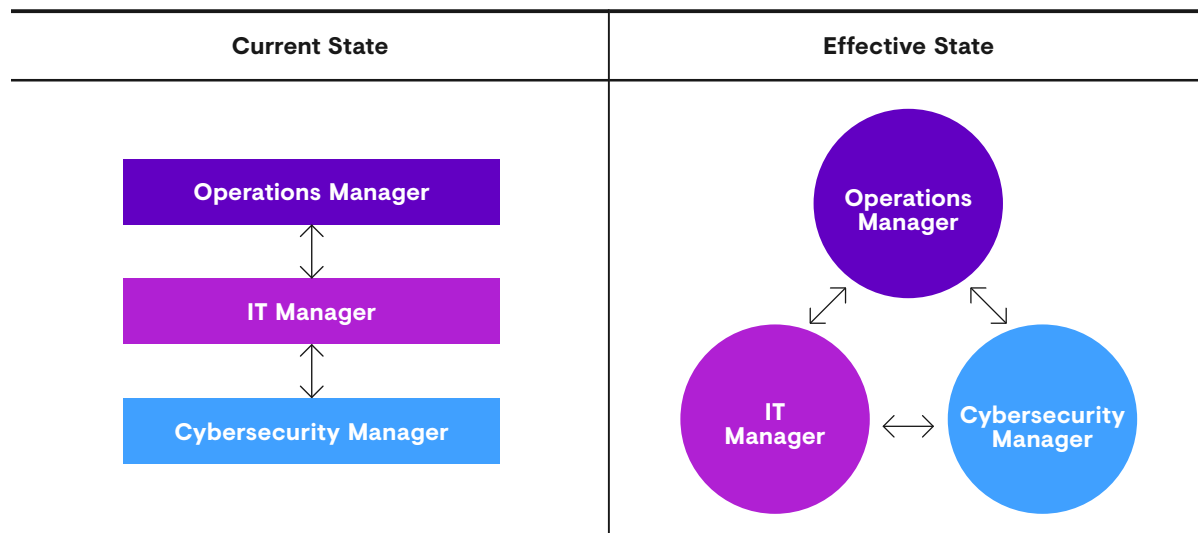 Current State
Effective State
Operations Manager
IT Manager
Cybersecurity Manager
Operations
Manager
IT
Manager
Cybersecurity
Manager